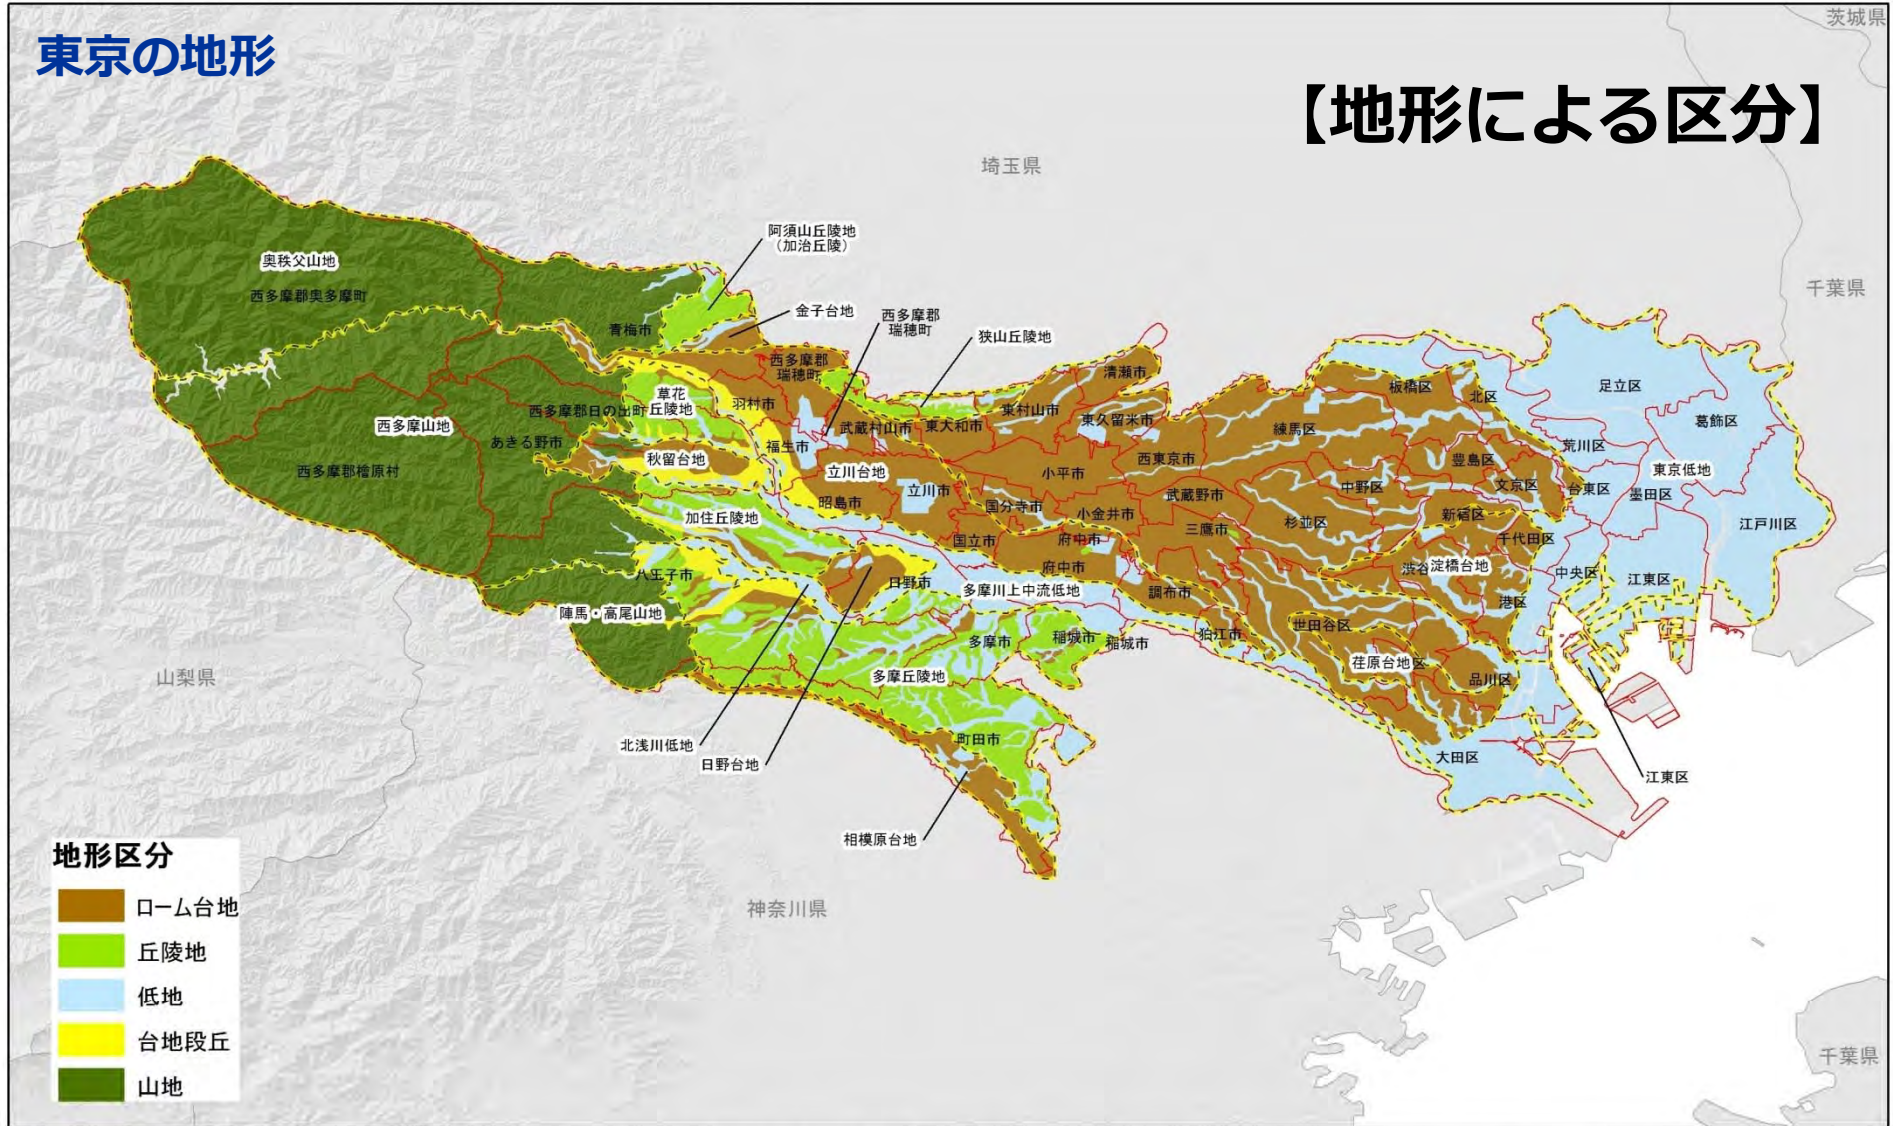 東京の地形
【地形による区分】
茨城県
埼玉県
千葉県
阿須山丘陵地
(加治丘陵)
奥秩父山地
西多摩郡奥多摩町
金子台地
西多摩郡
瑞穂町
青梅市
狭山丘陵地
西多摩郡
瑞穂町
清瀬市
板橋区
北区
足立区
草花
丘陵地
西多摩郡日の出町
羽村市
東村山市
葛飾区
西多摩山地
武蔵村山市
東大和市
東久留米市
練馬区
あきる野市
福生市
荒川区
秋留台地
西東京市
豊島区
西多摩郡檜原村
立川台地
小平市
東京低地
中野区
文京区
台東区
墨田区
立川市
武蔵野市
昭島市
国分寺市
加住丘陵地
小金井市
新宿区
杉並区
江戸川区
三鷹市
国立市
府中市
千代田区
府中市
渋谷
淀橋台地
中央区
江東区
八王子市
日野市
多摩川上中流低地
調布市
港区
陣馬・高尾山地
世田谷区
狛江市
多摩市
稲城市
稲城市
荏原台地
区
山梨県
多摩丘陵地
品川区
北浅川低地
町田市
日野台地
大田区
江東区
相模原台地
神奈川県
千葉県
地形区分
ローム台地
丘陵地
低地
台地段丘
山地